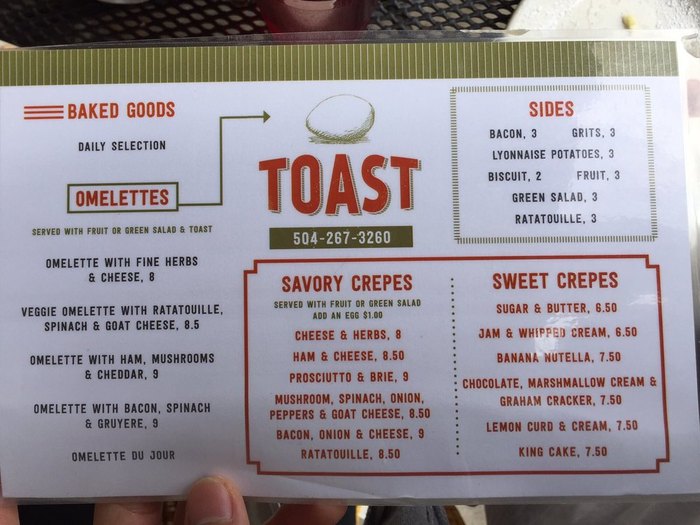 BAKED GOODS
DAILY SELECTION
OMELETTES
SERVED WITH FRUIT OR GREEN SALAD & TOAST
OMELETTE WITH FINE HERBS
& CHEESE, 8
VEGGIE OMELETTE WITH RATATOUILLE,
SPINACH & GOAT CHEESE, 8.5
OMELETTE WITH HAM, MUSHROOMS
& CHEDDAR, 9
OMELETTE WITH BACON, SPINACH
& GRUYERE, 9
OMELETTE DU JOUR
TOAST
504-267-3260
SIDES
BACON, 3 GRITS, 3
LYONNAISE POTATOES, 3
BISCUIT, 2 FRUIT, 3
GREEN SALAD, 3
RATATOUILLE, 3
SAVORY CREPES
SERVED WITH FRUIT OR GREEN SALAD
ADD AN EGG $1.00
CHEESE & HERBS, 8
HAM & CHEESE, 8.50
PROSCIUTTO & BRIE, 9
MUSHROOM, SPINACH, ONION,
PEPPERS & GOAT CHEESE, 8.50
BACON, ONION & CHEESE, 9
RATATOUILLE, 8.50
SWEET CREPES
SUGAR & BUTTER, 6.50
JAM & WHIPPED CREAM, 6.50
BANANA NUTELLA, 7.50
CHOCOLATE, MARSHMALLOW CREAM &
GRAHAM CRACKER, 7.50
LEMON CURD & CREAM, 7.50
KING CAKE, 7.50